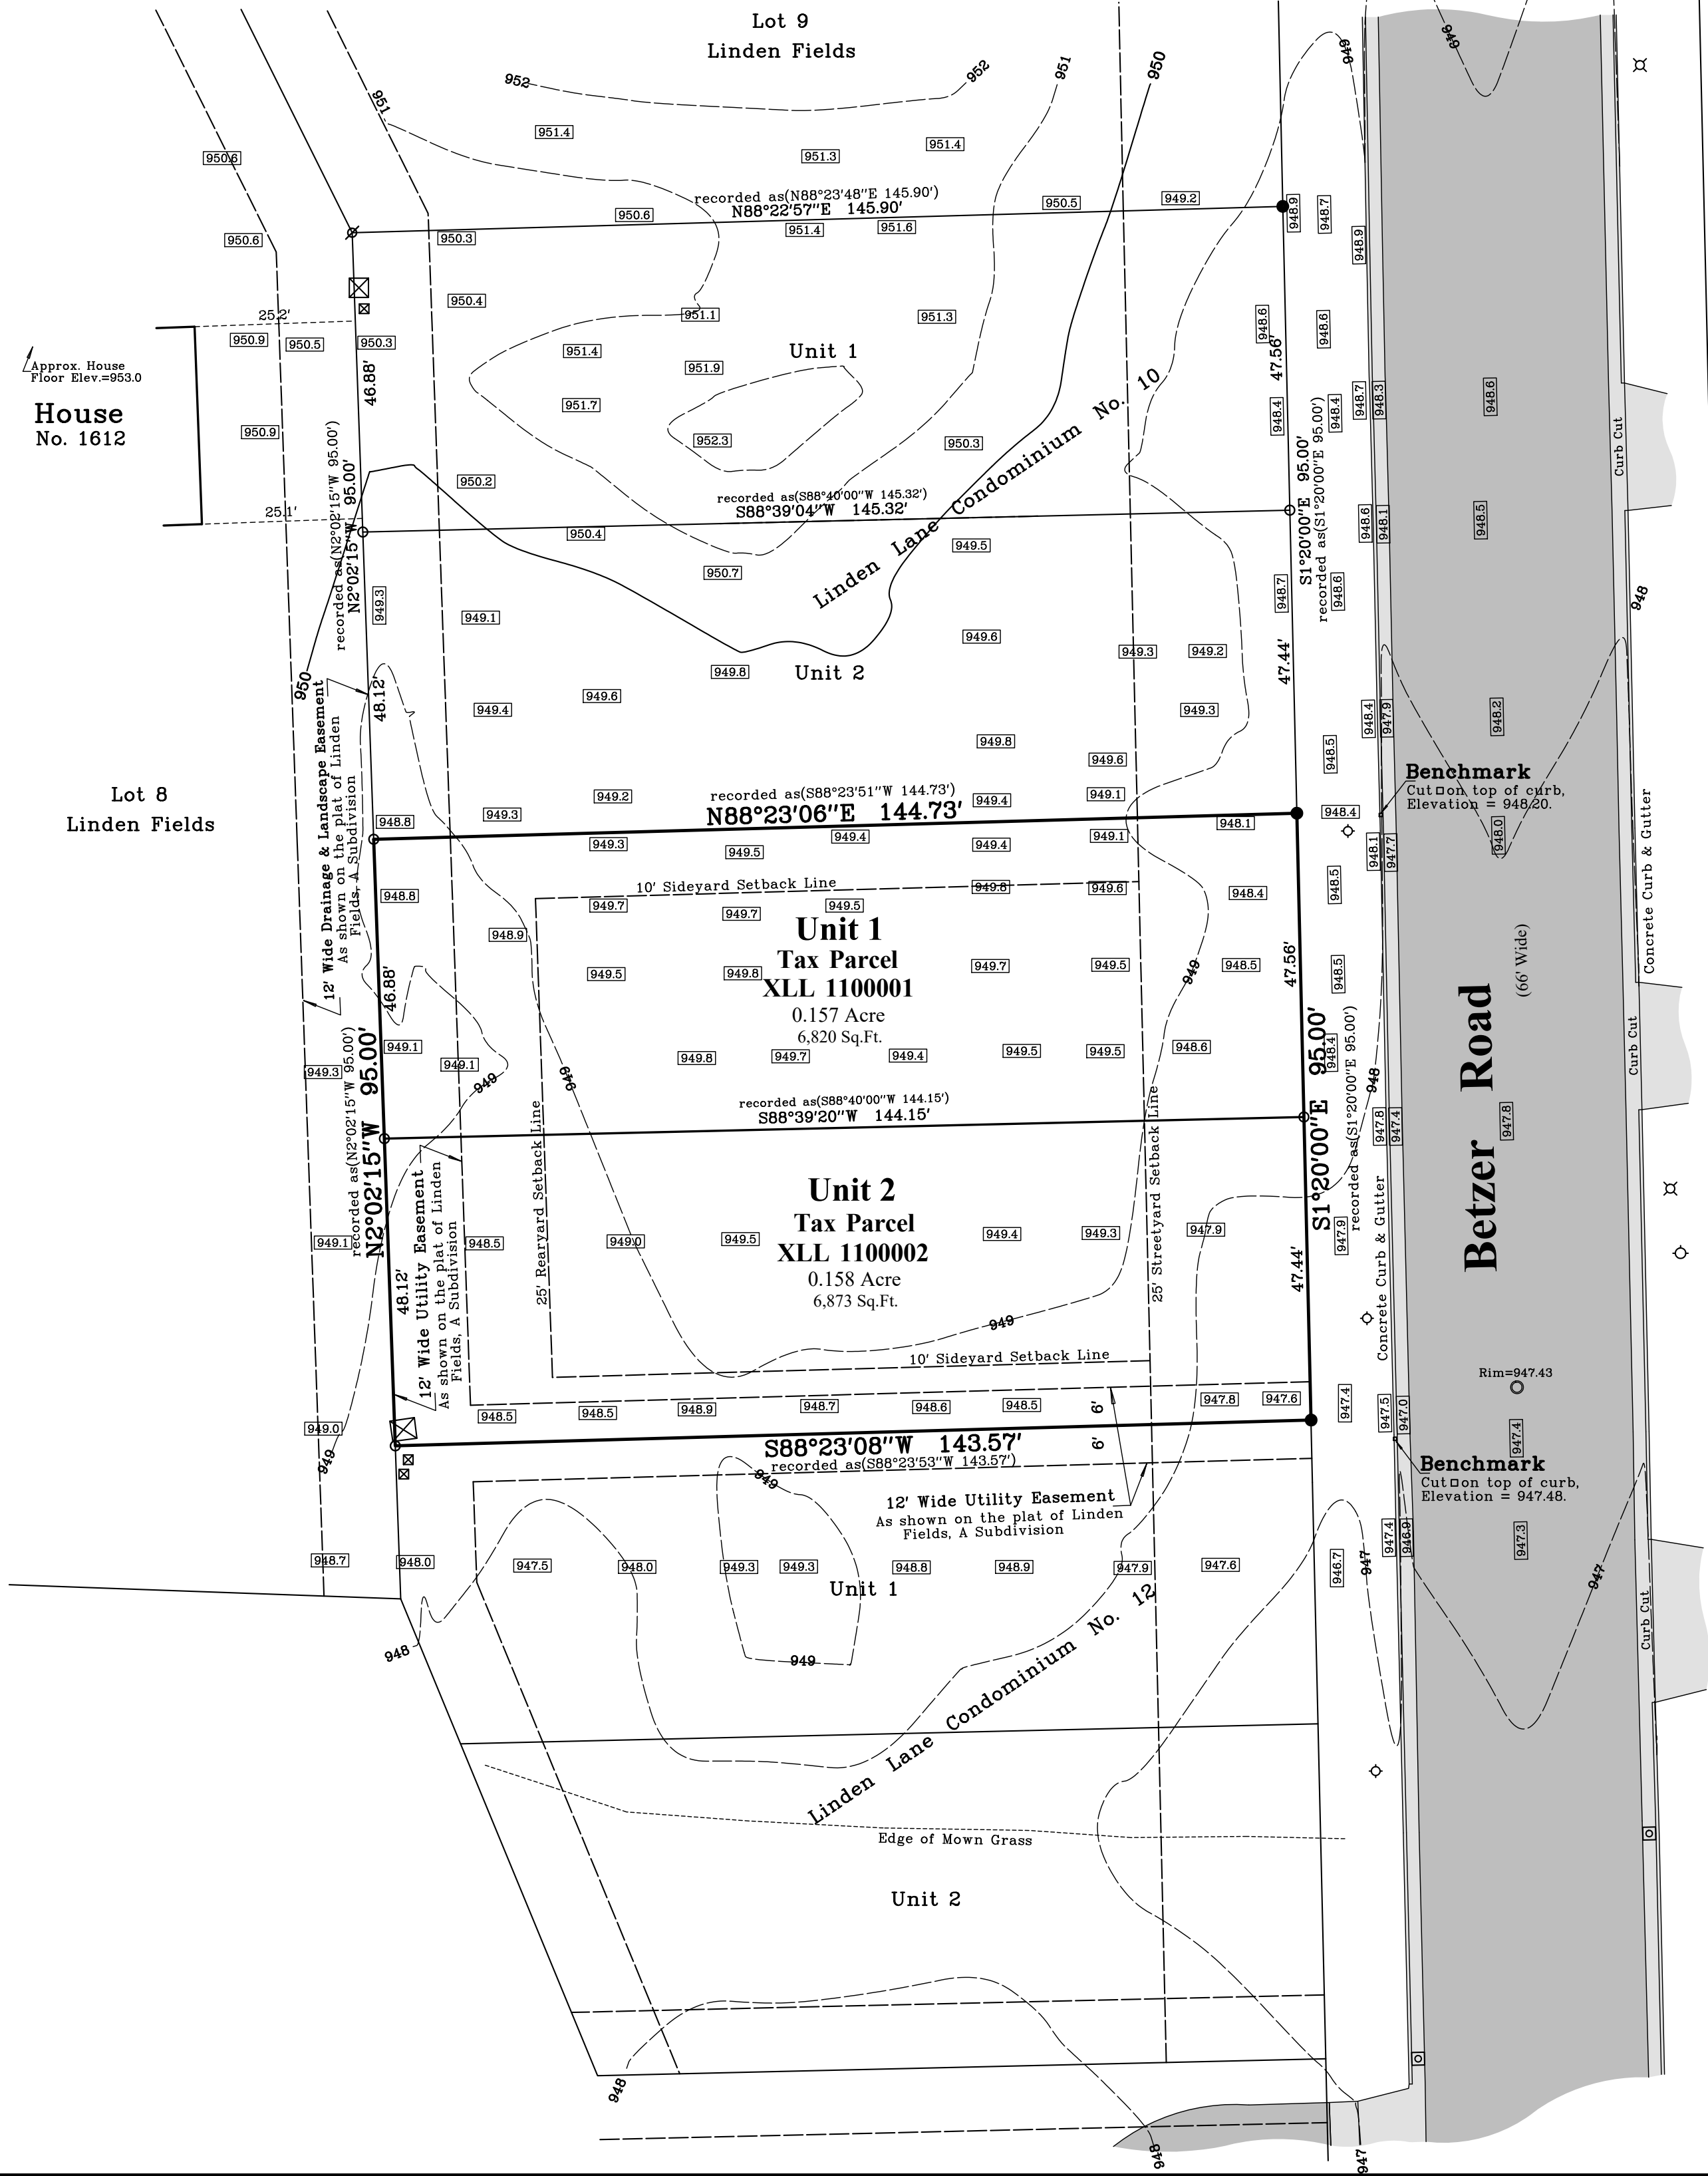 Lot 9
Linden Fields
949
949
952
952
951
950
951
951.4
951.4
951.3
950.6
recorded as(N88°23'48"E 145.90')
N88°22'57"E 145.90'
950.6
950.5
949.2
948.9
948.7
951.4
951.6
950.6
950.3
948.9
950.4
951.1
951.3
948.6
948.6
25.2'
950.9
950.5
950.3
951.4
Unit 1
47.56'
Approx. House
Floor Elev.=953.0
46.88'
951.9
House
No. 1612
951.7
948.4
948.4
948.7
948.3
948.6
950.9
952.3
950.3
Linden Lane Condominium No. 10
Curb Cut
950.2
recorded as(S88°40'00"W 145.32')
S88°39'04"W 145.32'
25.1'
950.4
949.5
948.6
948.1
948.5
recorded as(N2°02'15"W 95.00')
N2°02'15"W 95.00'
S1°20'00"E 95.00'
recorded as(S1°20'00"E 95.00')
950.7
949.3
949.1
948.7
948.6
948
949.6
949.3
949.2
949.8
Unit 2
47.44'
950
48.12'
949.6
949.4
949.3
948.4
947.9
948.2
949.8
949.6
948.5
12' Wide Drainage & Landscape Easement
As shown on the plat of Linden
Fields, A Subdivision
Benchmark
Cut □ on top of curb,
Elevation = 948.20.
Lot 8
Linden Fields
recorded as(S88°23'51"W 144.73')
N88°23'06"E 144.73'
949.2
949.4
949.1
949.3
948.8
948.4
948.1
949.3
949.5
949.4
949.4
949.1
948.1
947.7
948.0
Concrete Curb & Gutter
10' Sideyard Setback Line
949.8
949.6
948.4
948.5
948.8
949.7
949.7
949.5
Unit 1
Tax Parcel
XLL 1100001
0.157 Acre
6,820 Sq.Ft.
948.9
949.5
949.8
949.7
949.5
948.5
948.5
949
47.56'
46.88'
(66' Wide)
Betzer Road
949.1
949.3
949.1
949
949
949.8
949.7
949.4
949.5
949.5
948.6
948.4
948
Curb Cut
recorded as(S88°40'00"W 144.15')
S88°39'20"W 144.15'
947.8
947.4
947.8
recorded as(N2°02'15"W 95.00')
N2°02'15"W 95.00'
S1°20'00"E 95.00'
recorded as(S1°20'00"E 95.00')
25' Rearyard Setback Line
25' Streetyard Setback Line
Unit 2
Tax Parcel
XLL 1100002
0.158 Acre
6,873 Sq.Ft.
12' Wide Utility Easement
As shown on the plat of Linden
Fields, A Subdivision
949.1
948.5
949.0
949.5
949.4
949.3
947.9
947.9
48.12'
47.44'
Concrete Curb & Gutter
949
10' Sideyard Setback Line
Rim=947.43
948.5
948.5
948.9
948.7
948.6
948.5
947.8
947.6
947.4
947.5
947.0
947.4
6'
6'
949.0
949
S88°23'08"W 143.57'
recorded as(S88°23'53"W 143.57')
949
Benchmark
Cut □ on top of curb,
Elevation = 947.48.
12' Wide Utility Easement
As shown on the plat of Linden
Fields, A Subdivision
947.4
946.9
947.3
948.7
948.0
947.5
948.0
949.3
949.3
948.8
948.9
947.9
947.6
946.7
947
947
Unit 1
948
949
Linden Lane Condominium No. 12
Curb Cut
Edge of Mown Grass
Unit 2
948
948
947